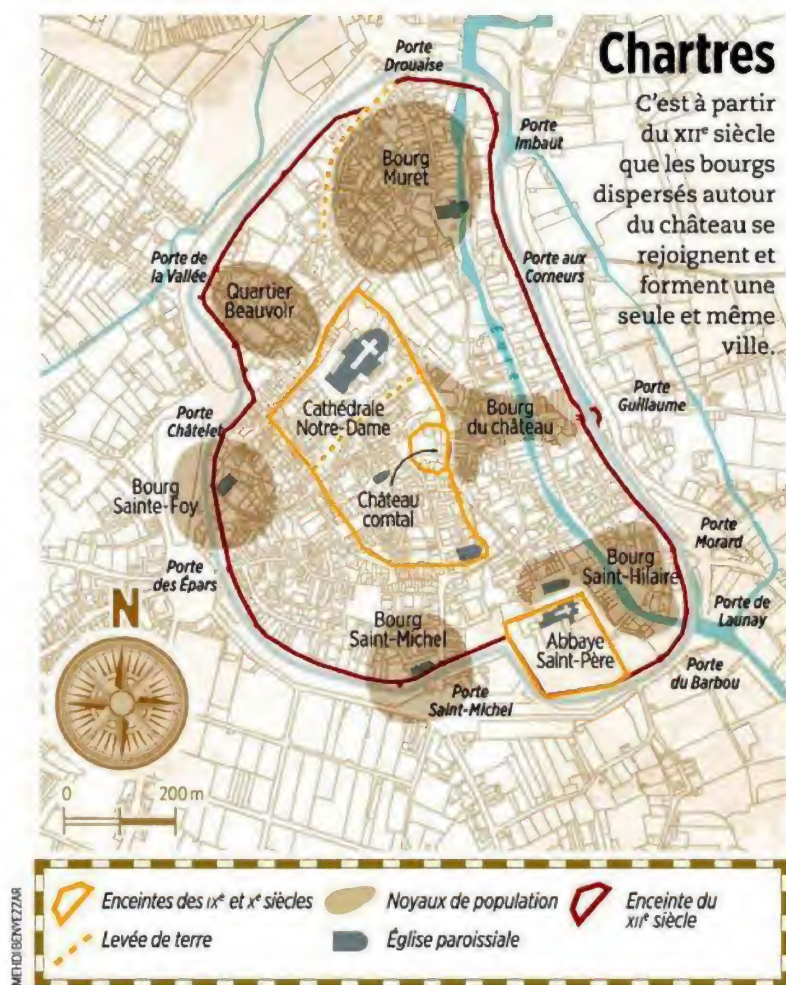 Chartres
C'est à partir
du XIIe siècle
que les bourgs
dispersés autour
du château se
rejoignent et
forment une
seule et même
ville.
Porte
Drouaise
Porte
Imbaut
Bourg
Muret
Porte de
la Vallée
Porte aux
Corneurs
Quartier
Beauvoir
Eure
Cathédrale
Notre-Dame
Bourg
du château
Porte
Guillaume
Porte
Châtelet
Bourg
Sainte-Foy
Château
comtal
Porte
Morard
Porte
des Épars
Bourg
Saint-Hilaire
Porte de
Launay
N
Bourg
Saint-Michel
Abbaye
Saint-Père
Porte
du Barbou
Porte
Saint-Michel
0 200 m
Enceintes des IXe et Xe siècles
Noyaux de population
Enceinte du
XIIe siècle
Levée de terre
Église paroissiale
MEHDI BENYEZZAR